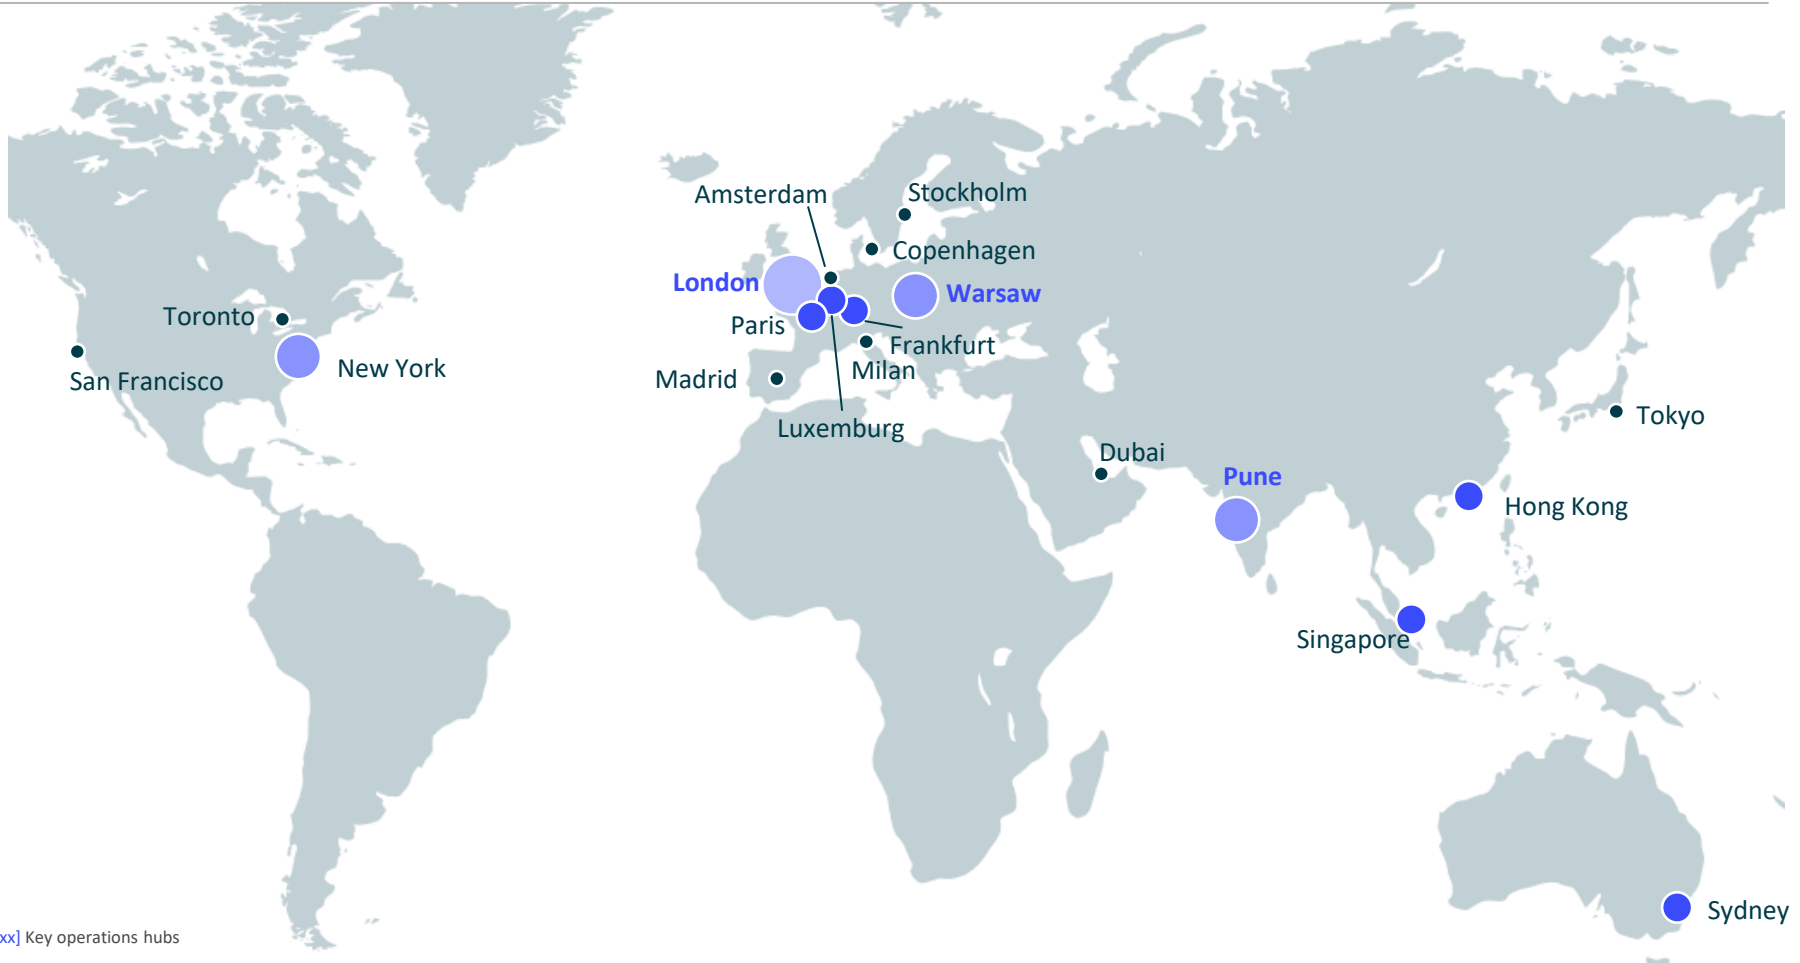 Amsterdam
Stockholm
Copenhagen
London
Warsaw
Toronto
Paris
Frankfurt
New York
San Francisco
Madrid
Milan
Luxemburg
Tokyo
Dubai
Pune
Hong Kong
Singapore
Sydney
xx] Key operations hubs